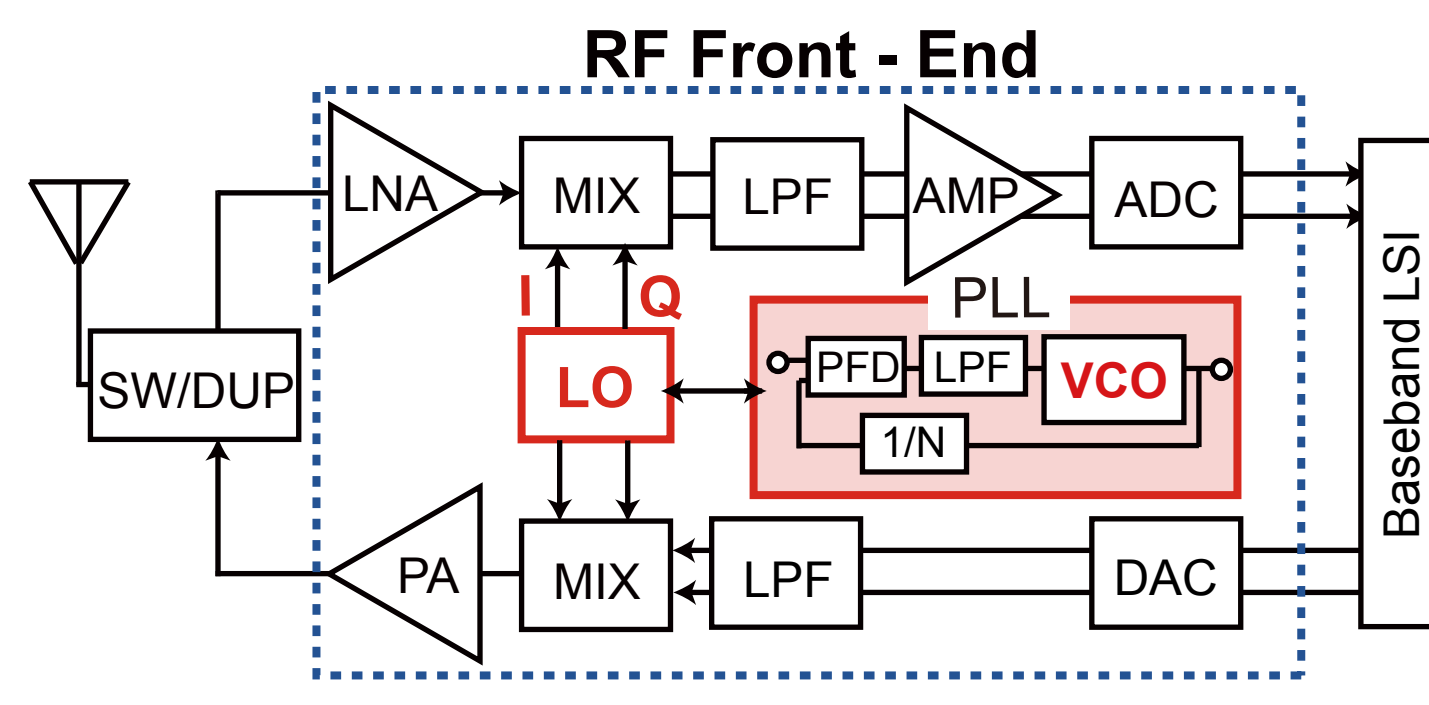 RF Front - End
LNA
MIX
LPF
AMP
ADC
I
Q
PLL
SW/DUP
LO
PFD
LPF
VCO
1/N
Baseband LSI
PA
MIX
LPF
DAC